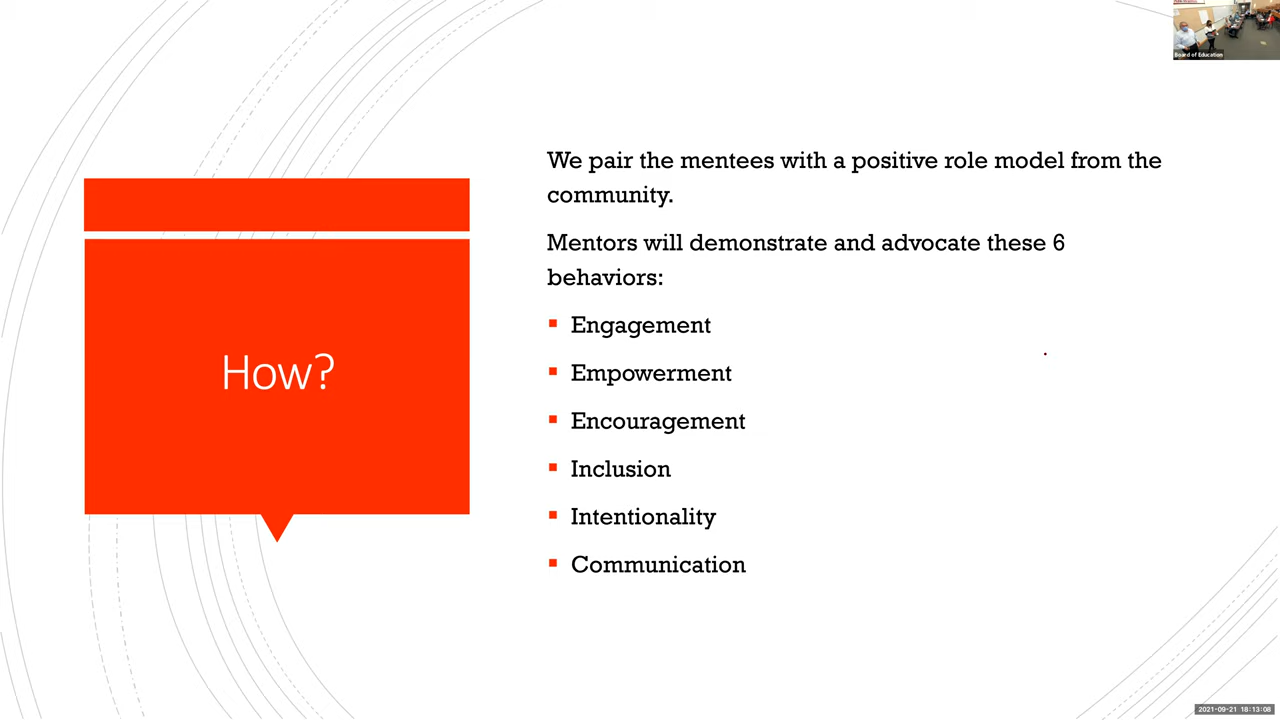 Board of Education
We pair the mentees with a positive role model from the
community.
Mentors will demonstrate and advocate these 6
behaviors:
How?
Engagement
Empowerment
Encouragement
Inclusion
Intentionality
Communication
2021-09-21 18:13:08